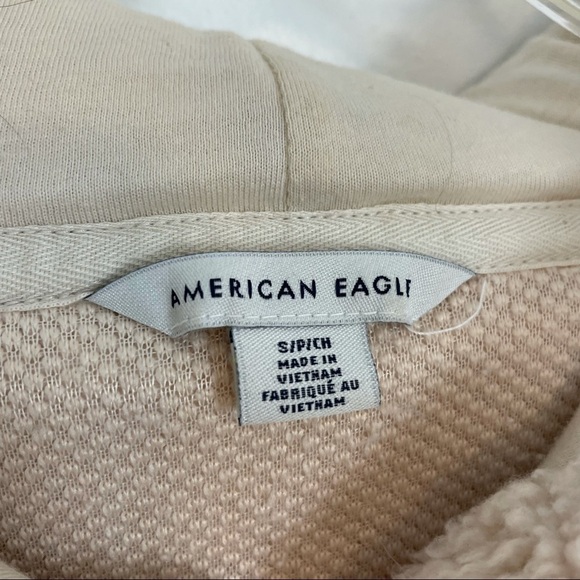 AMERICAN EAGLE
S/P/CH
MADE IN
VIETNAM
FABRIQUÉ AU
VIETNAM